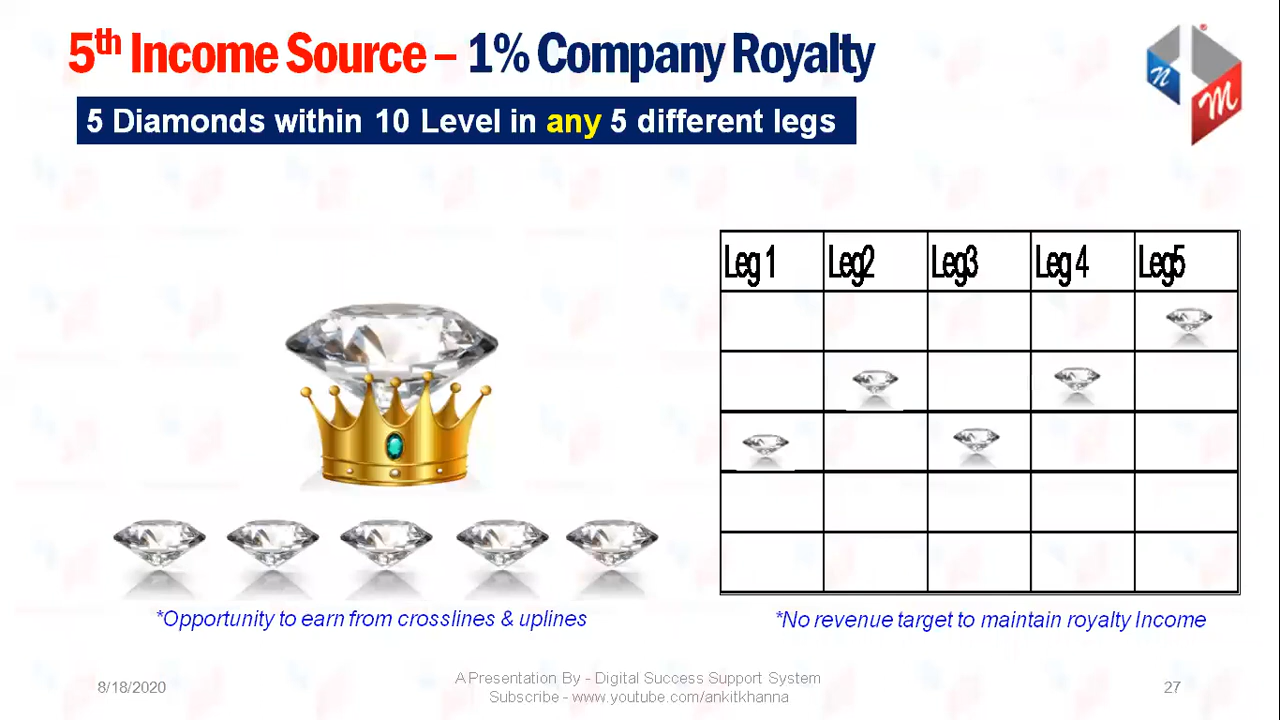 5th Income Source – 1% Company Royalty
5 Diamonds within 10 Level in any 5 different legs
n
M
Leg 1 Leg2 Leg3 Leg 4 Leg5
*Opportunity to earn from crosslines & uplines
*No revenue target to maintain royalty Income
8/18/2020
A Presentation By - Digital Success Support System
Subscribe - www.youtube.com/ankitkhanna
27